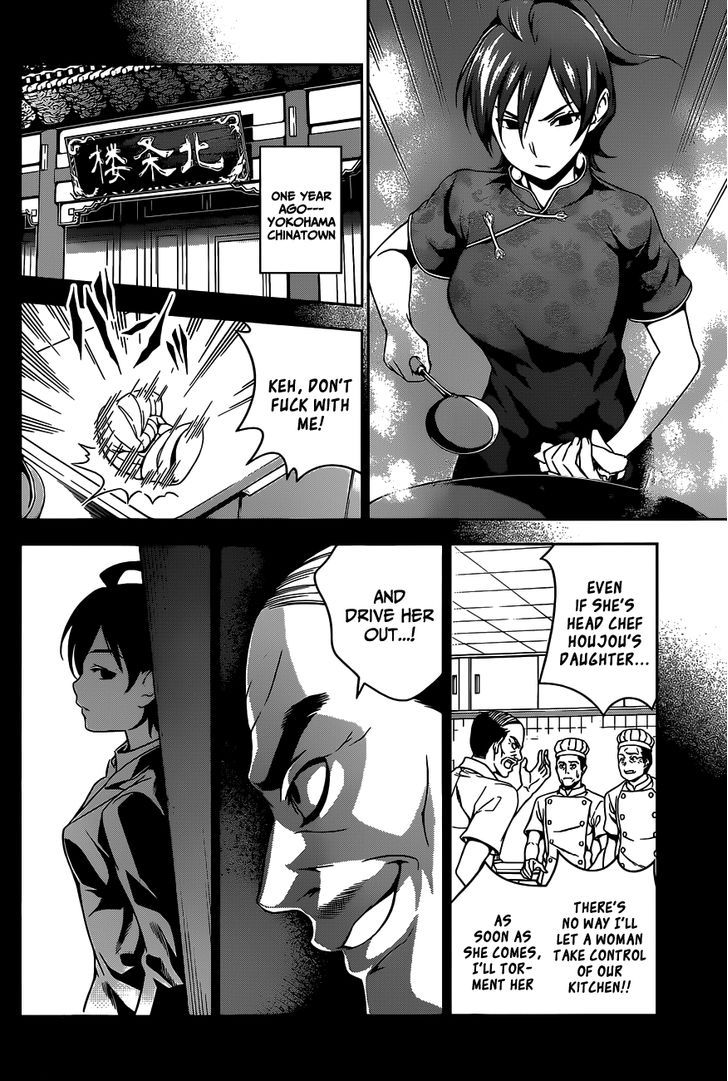 北条楼
ONE YEAR
AGO---
YOKOHAMA
CHINATOWN
KEH, DON'T
FUCK WITH
ME!
EVEN
IF SHE'S
HEAD CHEF
HOUJOU'S
DAUGHTER...
THERE'S
NO WAY I'LL
LET A WOMAN
TAKE CONTROL
OF OUR
KITCHEN!!
AS
SOON AS
SHE COMES,
I'LL TOR-
MENT HER
AND
DRIVE HER
OUT...!